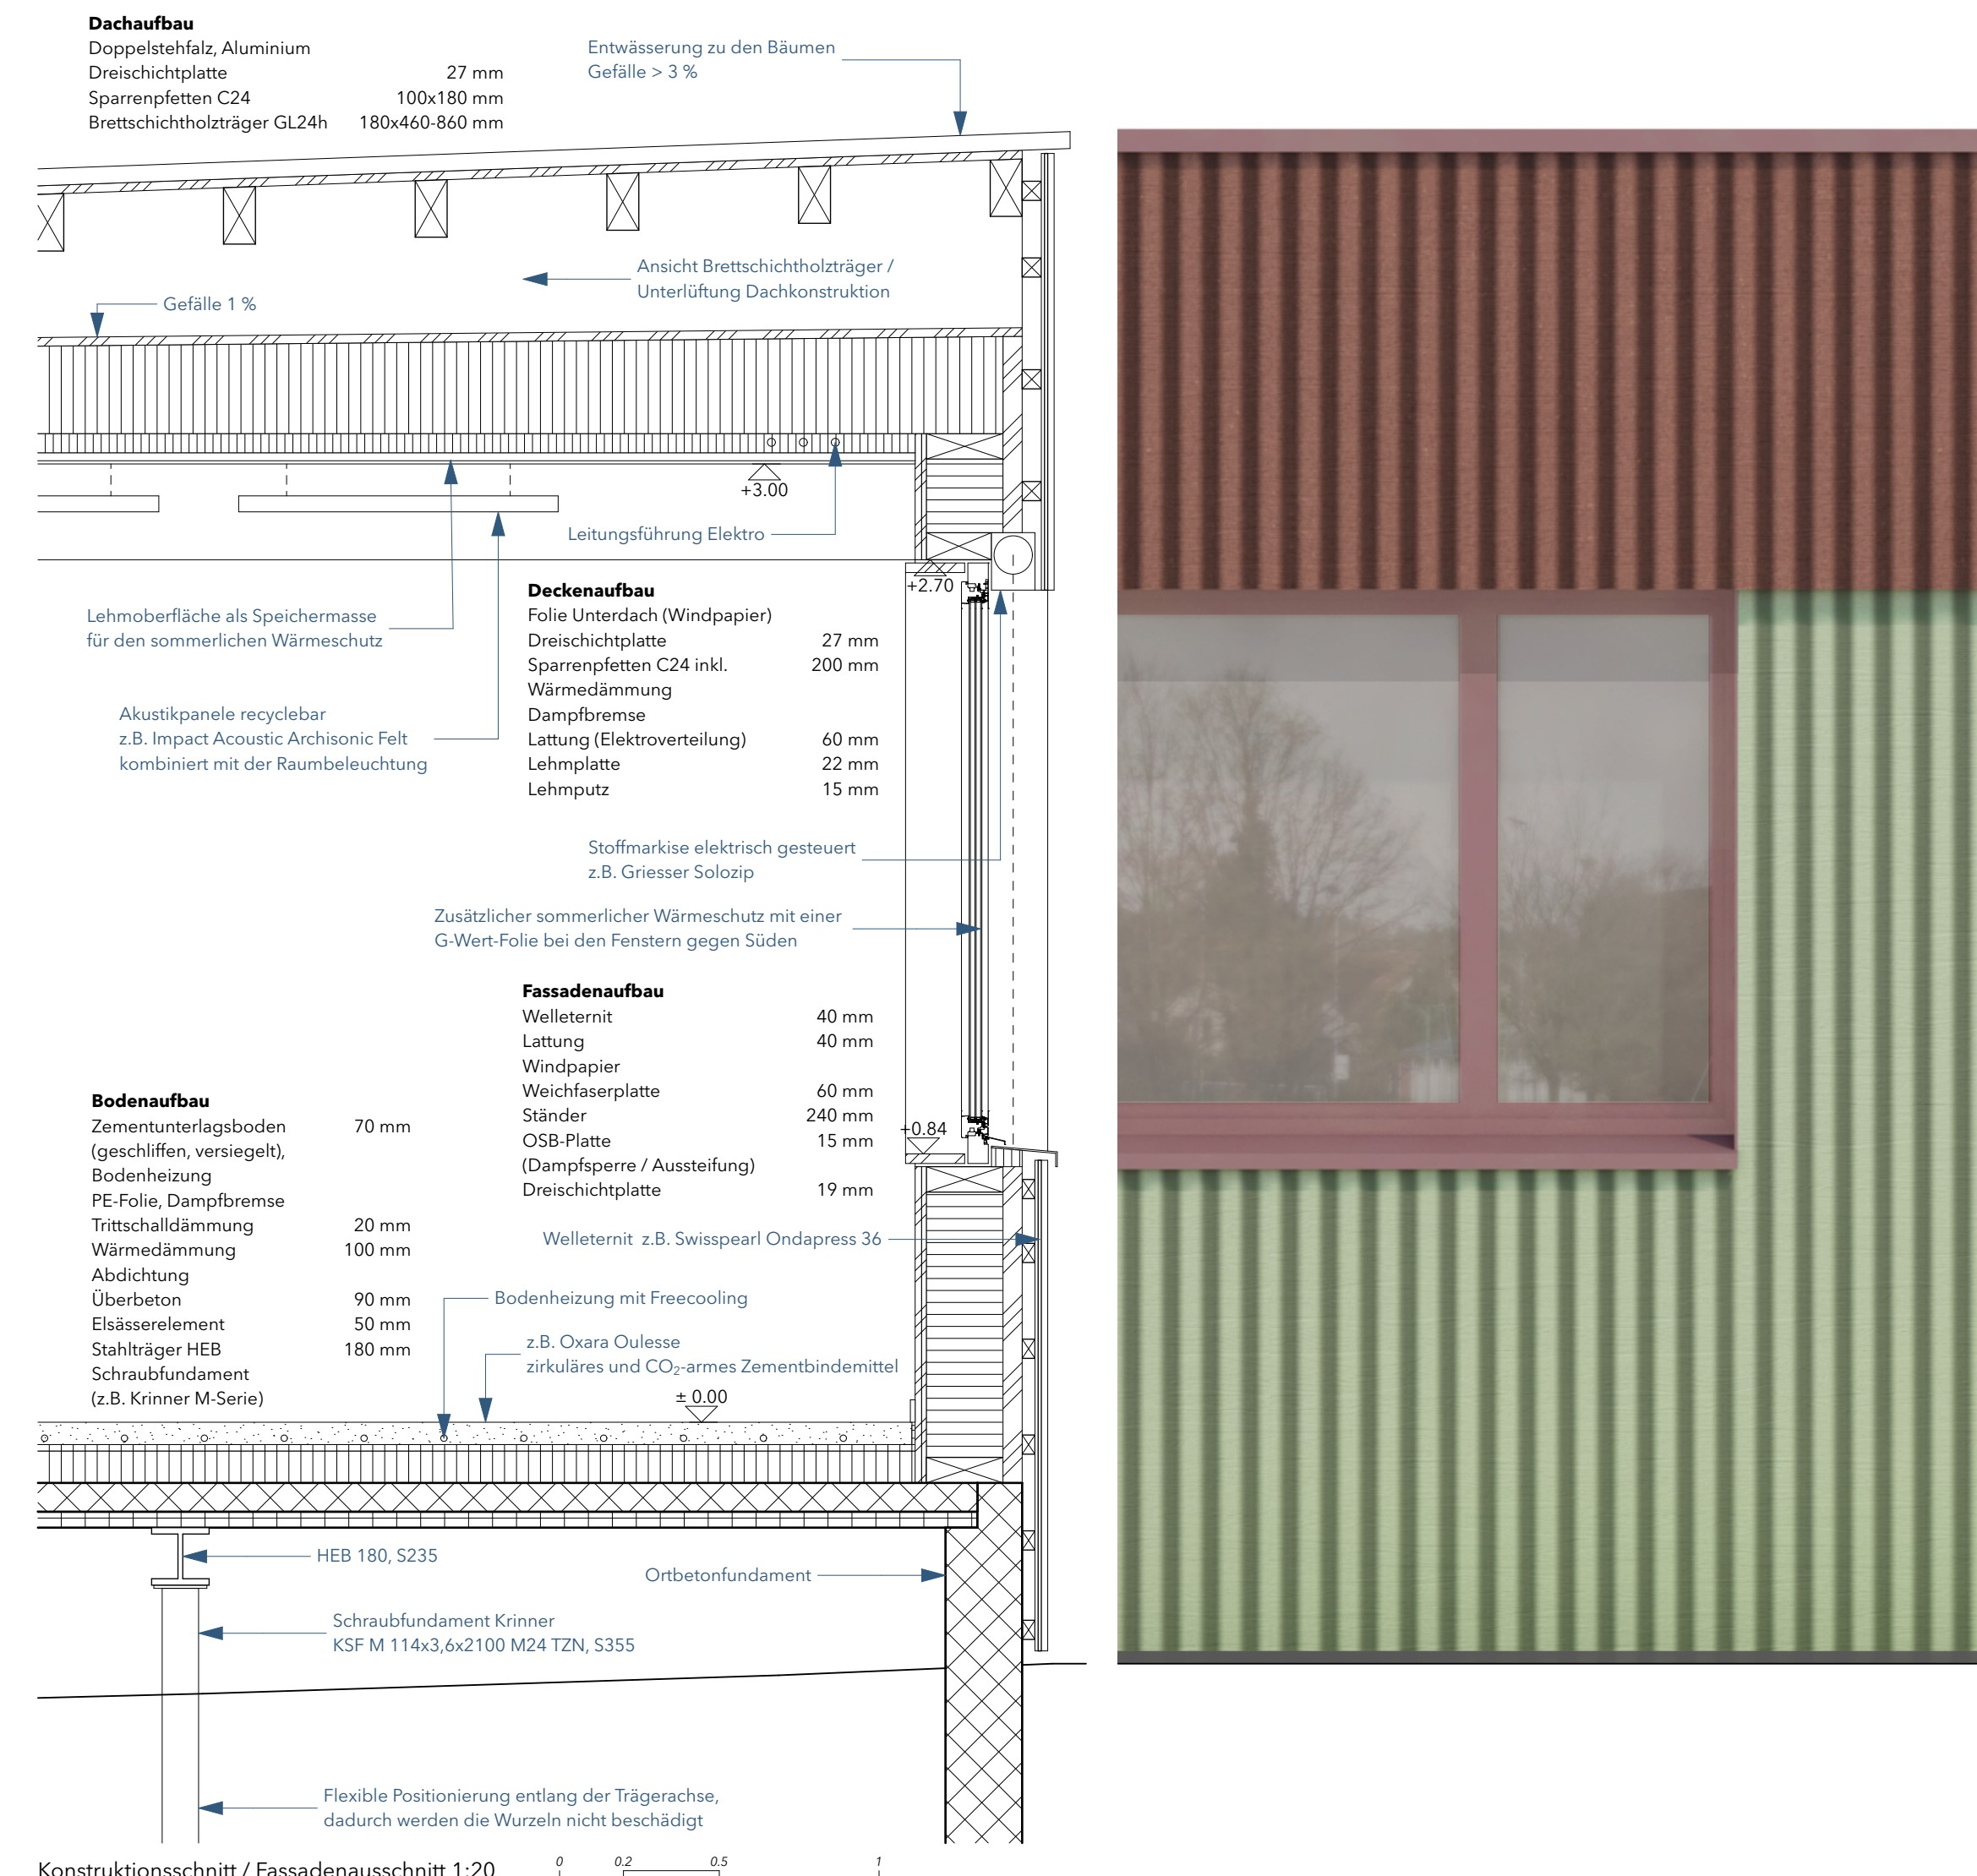 Dachaufbau
Doppelstehfalz, Aluminium
Dreischichtplatte 27 mm
Sparrenpfetten C24 100x180 mm
Brettschichtholzträger GL24h 180x460-860 mm
Entwässerung zu den Bäumen
Gefälle > 3 %
Ansicht Brettschichtholzträger /
Unterlüftung Dachkonstruktion
Gefälle 1 %
+3.00
Leitungsführung Elektro
+2.70
Lehmoberfläche als Speichermasse
für den sommerlichen Wärmeschutz
Akustikpanele recyclebar
z.B. Impact Acoustic Archisonic Felt
kombiniert mit der Raumbeleuchtung
Deckenaufbau
Folie Unterdach (Windpapier)
Dreischichtplatte 27 mm
Sparrenpfetten C24 inkl. 200 mm
Wärmedämmung
Dampfbremse
Lattung (Elektroverteilung) 60 mm
Lehmplatte 22 mm
Lehmputz 15 mm
Stoffmarkise elektrisch gesteuert
z.B. Griesser Solozip
Zusätzlicher sommerlicher Wärmeschutz mit einer
G-Wert-Folie bei den Fenstern gegen Süden
Fassadenaufbau
Welleternit 40 mm
Lattung 40 mm
Windpapier
Weichfaserplatte 60 mm
Ständer 240 mm
OSB-Platte 15 mm
(Dampfsperre / Aussteifung)
Dreischichtplatte 19 mm
+0.84
Bodenaufbau
Zementunterlagsboden 70 mm
(geschliffen, versiegelt),
Bodenheizung
PE-Folie, Dampfbremse
Trittschalldämmung 20 mm
Wärmedämmung 100 mm
Abdichtung
Überbeton 90 mm
Elsässerelement 50 mm
Stahlträger HEB 180 mm
Schraubfundament
(z.B. Krinner M-Serie)
Welleternit z.B. Swisspearl Ondapress 36
Bodenheizung mit Freecooling
z.B. Oxara Oulesse
zirkuläres und CO₂-armes Zementbindemittel
± 0.00
HEB 180, S235
Ortbetonfundament
Schraubfundament Krinner
KSF M 114x3,6x2100 M24 TZN, S355
Flexible Positionierung entlang der Trägerachse,
dadurch werden die Wurzeln nicht beschädigt
Konstruktionsschnitt / Fassadenausschnitt 1:20
0 0.2 0.5 1